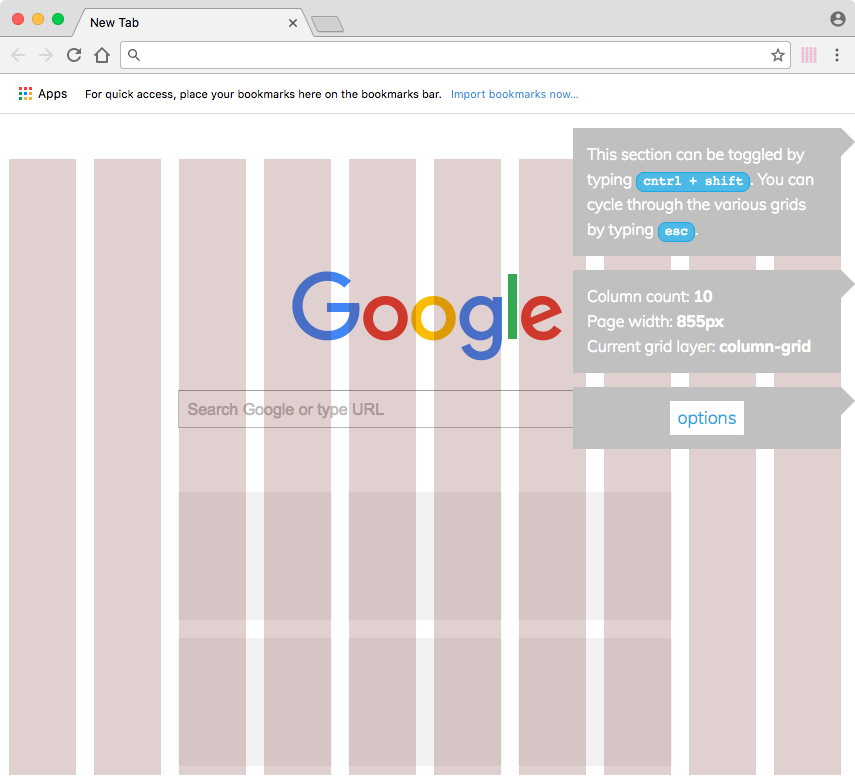 New Tab
Apps For quick access, place your bookmarks here on the bookmarks bar. Import bookmarks now...
This section can be toggled by
typing cntrl + shift. You can
cycle through the various grids
by typing esc.
Google
Column count: 10
Page width: 855px
Current grid layer: column-grid
Search Google or type URL
options